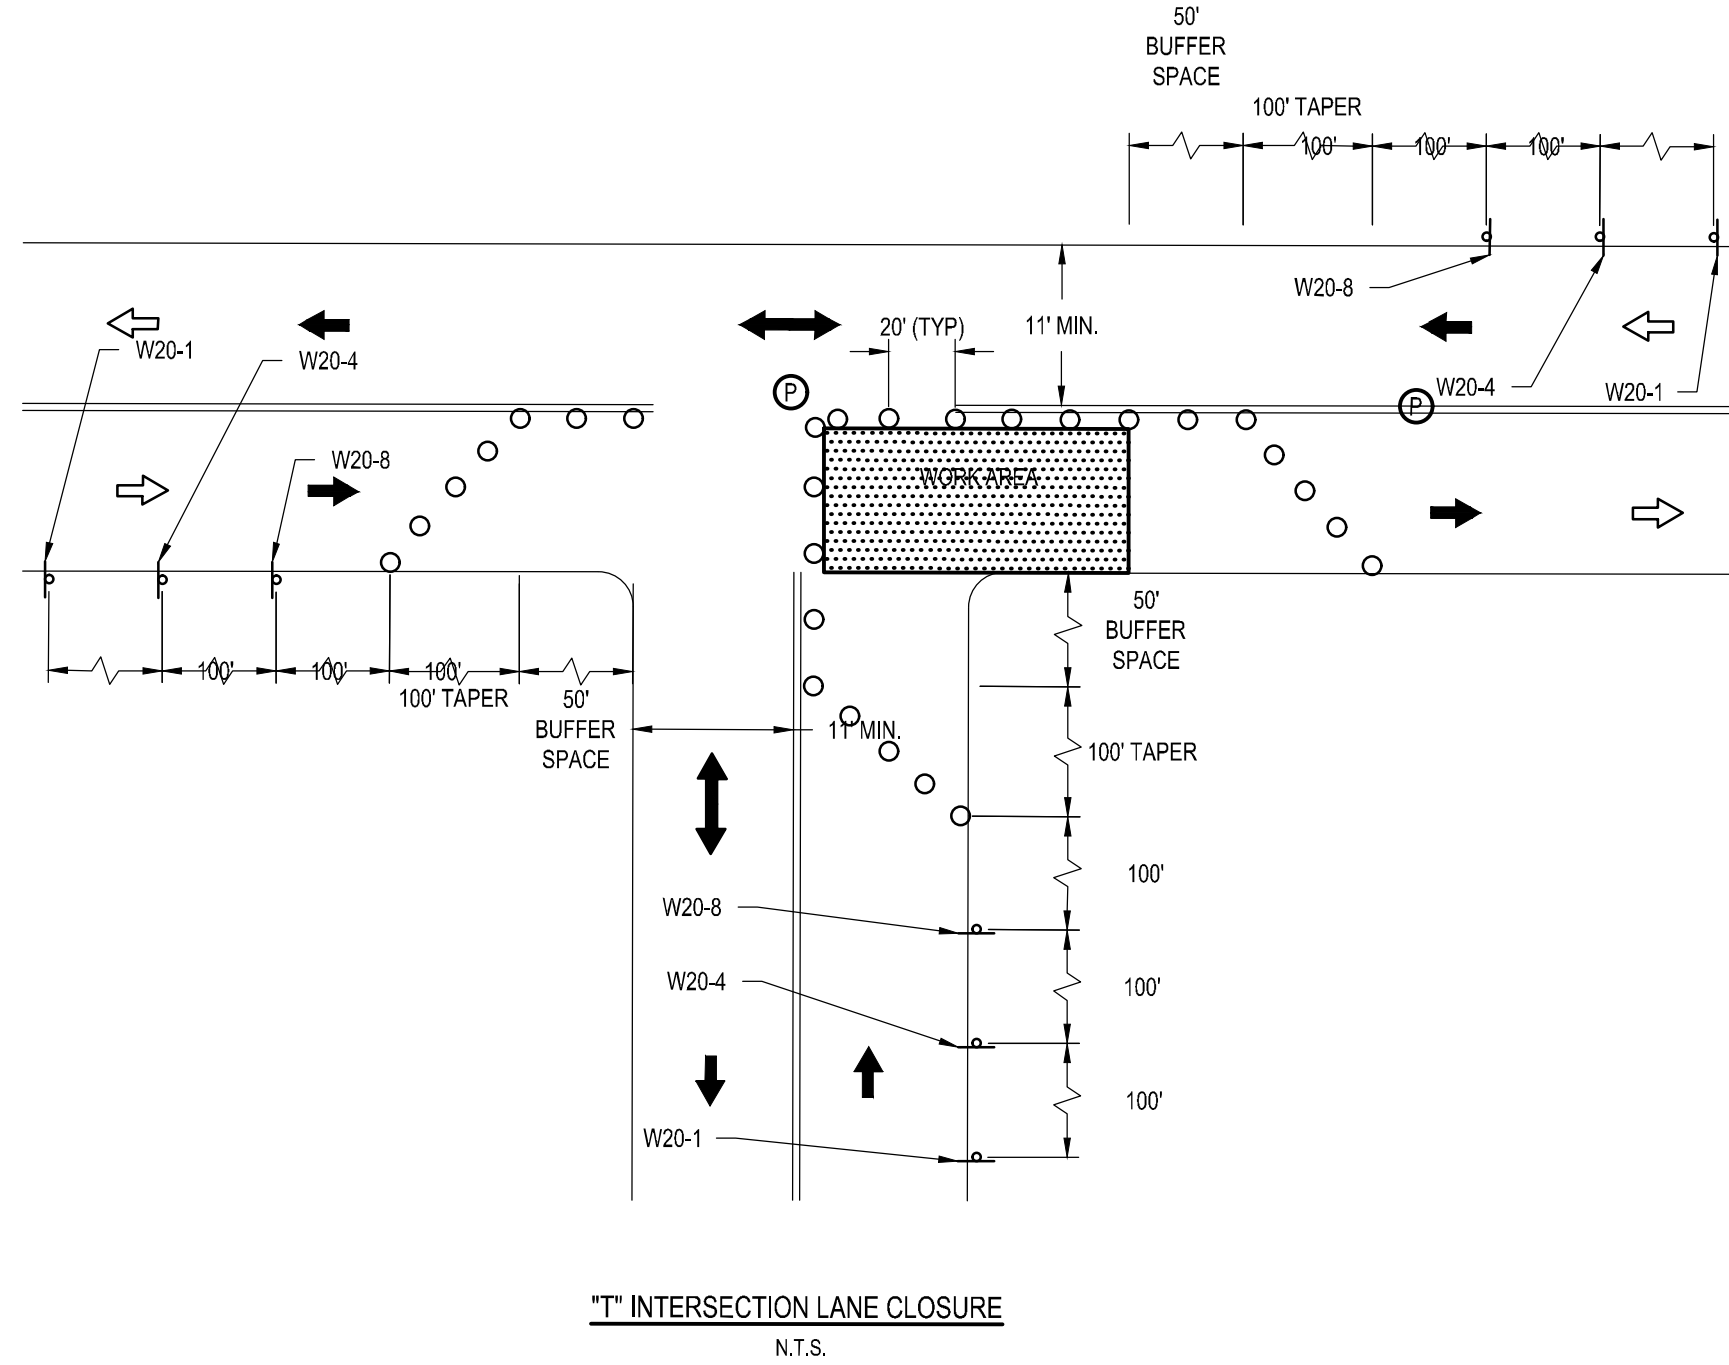 50'
BUFFER
SPACE
100' TAPER
100'
100'
100'
W20-8
W20-4
W20-1
W20-1
W20-4
W20-8
20' (TYP)
11' MIN.
P
P
WORK AREA
100'
100'
100'
100' TAPER
50'
BUFFER
SPACE
11' MIN.
50'
BUFFER
SPACE
100' TAPER
100'
W20-8
W20-4
100'
100'
W20-1
"T" INTERSECTION LANE CLOSURE
N.T.S.